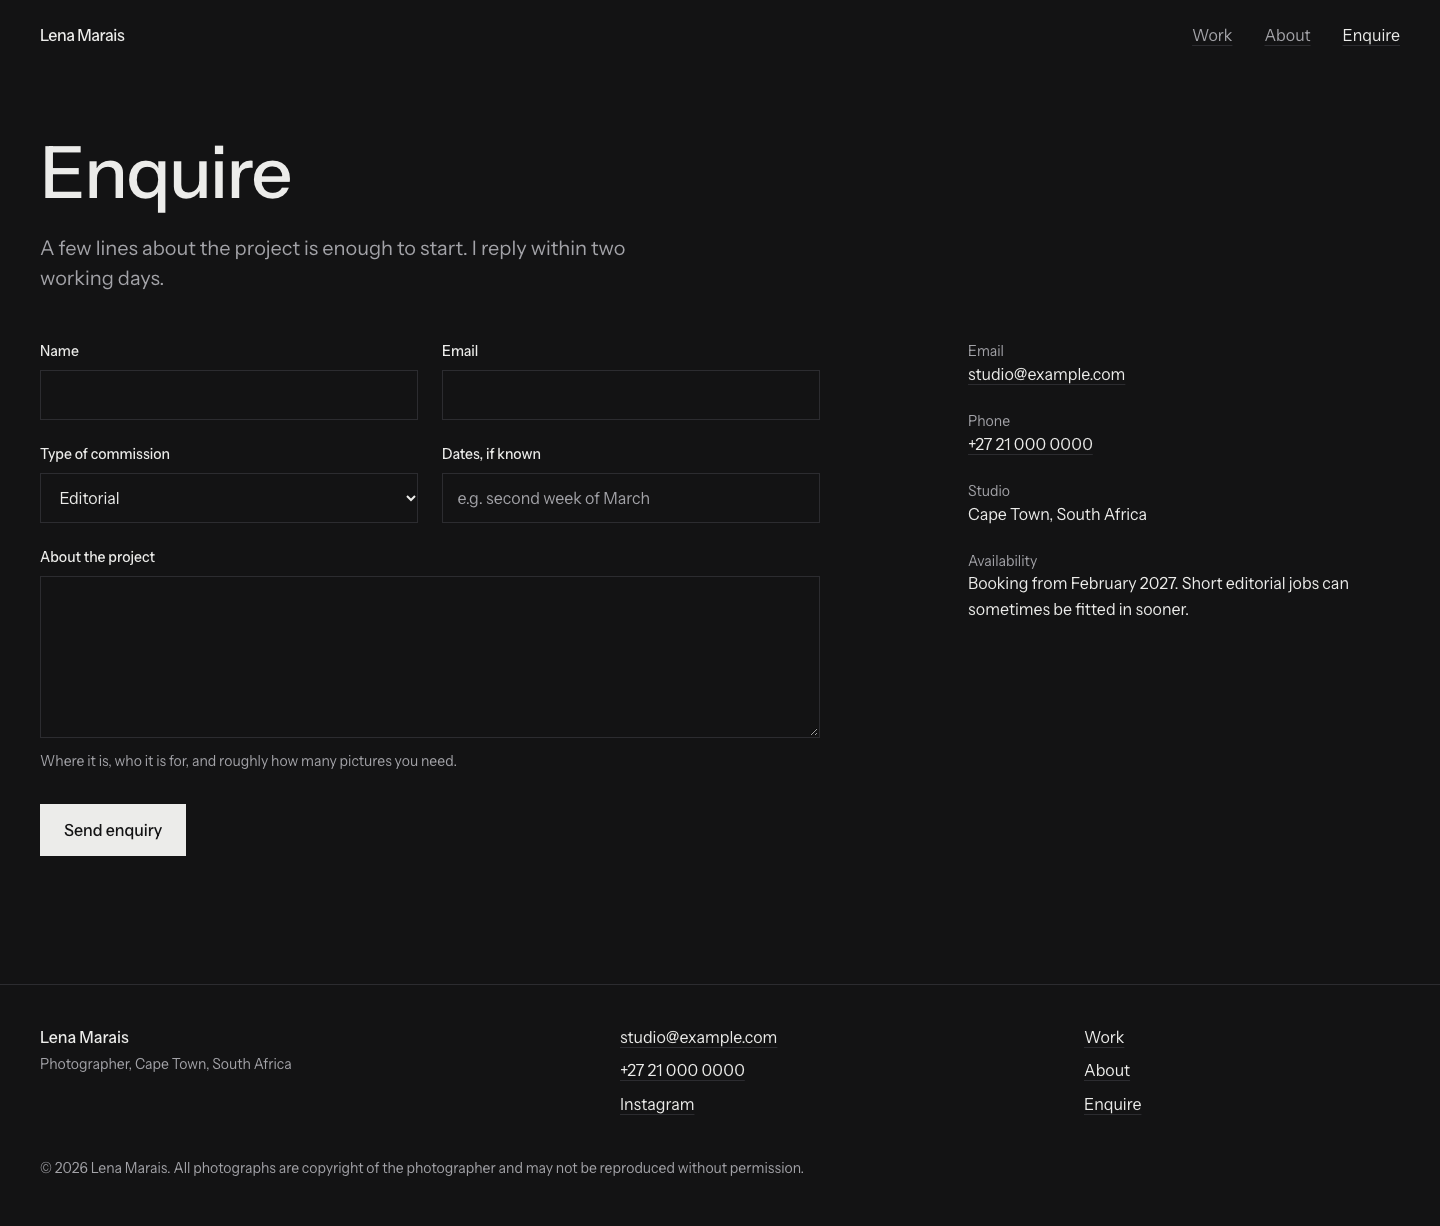 Lena Marais
Work
About
Enquire
Enquire
A few lines about the project is enough to start. I reply within two
working days.
Name
Email
Type of commission
Editorial
Dates, if known
e.g. second week of March
About the project
Where it is, who it is for, and roughly how many pictures you need.
Send enquiry
Email
studio@example.com
Phone
+27 21 000 0000
Studio
Cape Town, South Africa
Availability
Booking from February 2027. Short editorial jobs can
sometimes be fitted in sooner.
Lena Marais
Photographer, Cape Town, South Africa
studio@example.com
+27 21 000 0000
Instagram
Work
About
Enquire
© 2026 Lena Marais. All photographs are copyright of the photographer and may not be reproduced without permission.